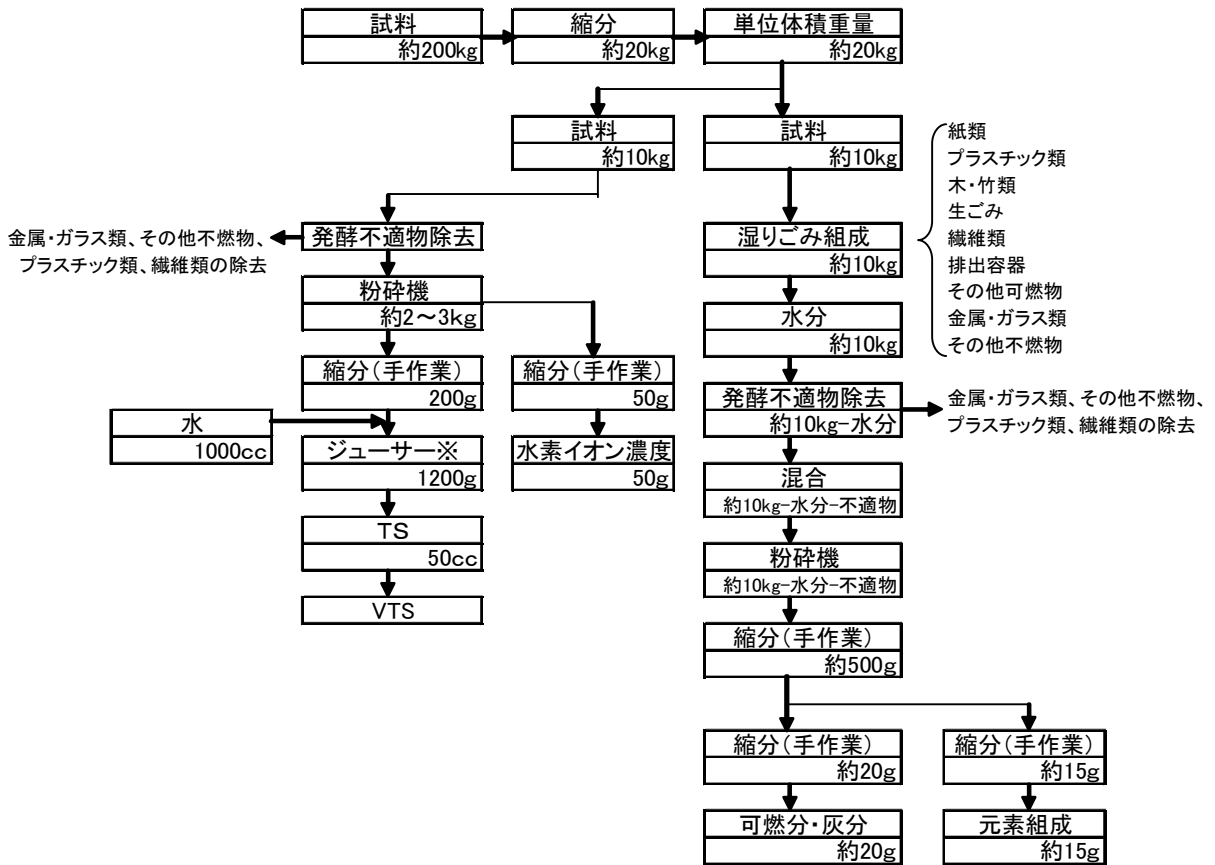 試料
約200kg
縮分
約20kg
単位体積重量
約20kg
試料
約10kg
試料
約10kg
紙類
プラスチック類
木・竹類
生ごみ
繊維類
排出容器
その他可燃物
金属・ガラス類
その他不燃物
金属・ガラス類、その他不燃物、
プラスチック類、繊維類の除去
発酵不適物除去
湿りごみ組成
約10kg
粉砕機
約2～3kg
水分
約10kg
縮分（手作業）
200g
縮分（手作業）
50g
発酵不適物除去
約10kg-水分
金属・ガラス類、その他不燃物、
プラスチック類、繊維類の除去
水
1000cc
ジューサー※
1200g
水素イオン濃度
50g
混合
約10kg-水分-不適物
TS
50cc
粉砕機
約10kg-水分-不適物
VTS
縮分（手作業）
約500g
縮分（手作業）
約20g
縮分（手作業）
約15g
可燃分・灰分
約20g
元素組成
約15g